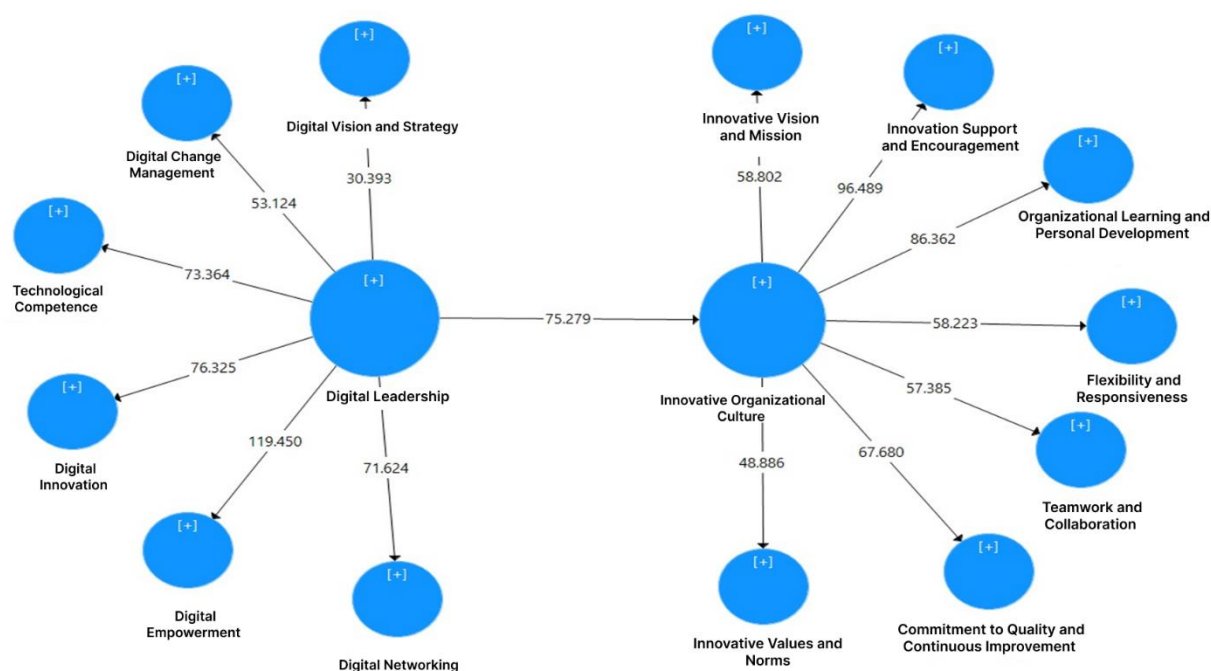 [+]
Digital Vision and Strategy
[+]
Digital Change
Management
[+]
Technological
Competence
[+]
Digital
Innovation
[+]
Digital
Empowerment
[+]
Digital Networking
[+]
Digital Leadership
30.393
53.124
73.364
76.325
119.450
71.624
75.279
[+]
Innovative Organizational
Culture
[+]
Innovative Vision
and Mission
[+]
Innovation Support
and Encouragement
[+]
Organizational Learning and
Personal Development
[+]
Flexibility and
Responsiveness
[+]
Teamwork and
Collaboration
[+]
Commitment to Quality and
Continuous Improvement
[+]
Innovative Values and
Norms
58.802
96.489
86.362
58.223
57.385
67.680
48.886